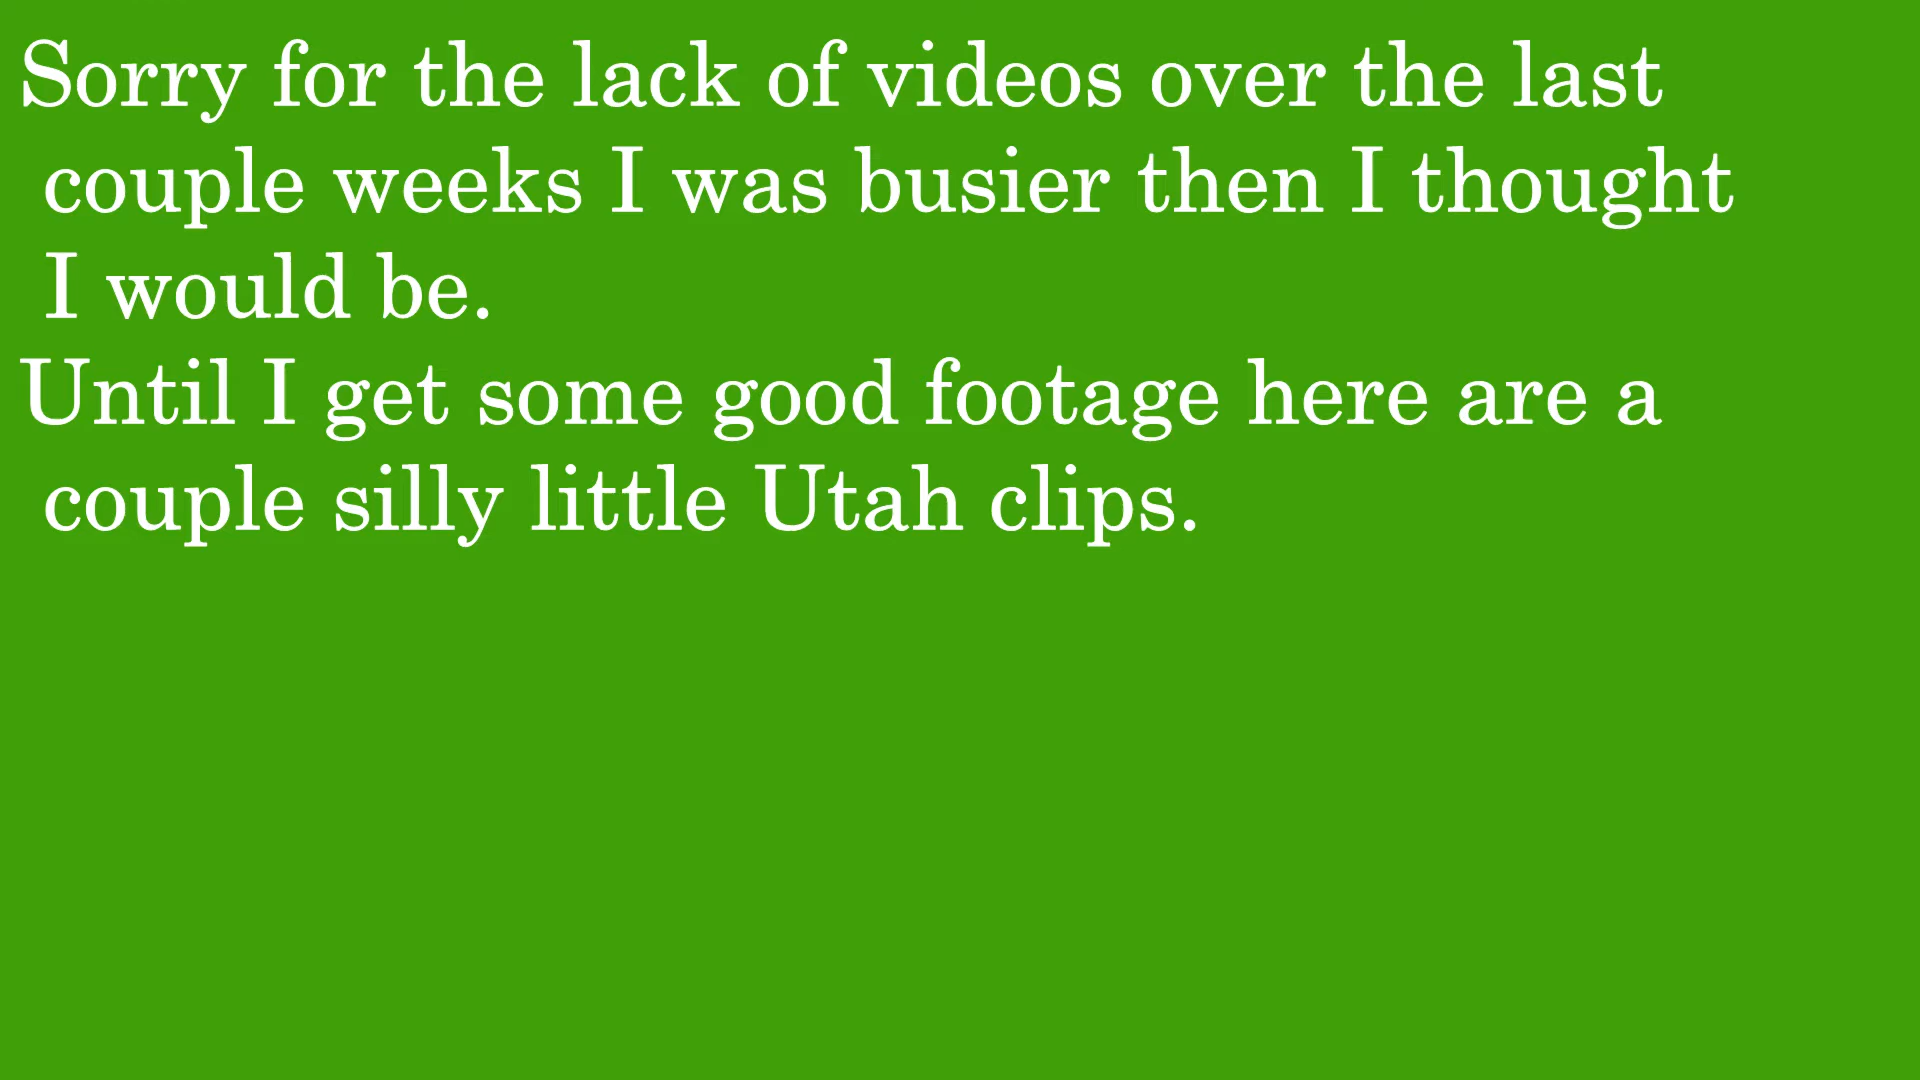 Sorry for the lack of videos over the last
couple weeks I was busier then I thought
I would be.
Until I get some good footage here are a
couple silly little Utah clips.